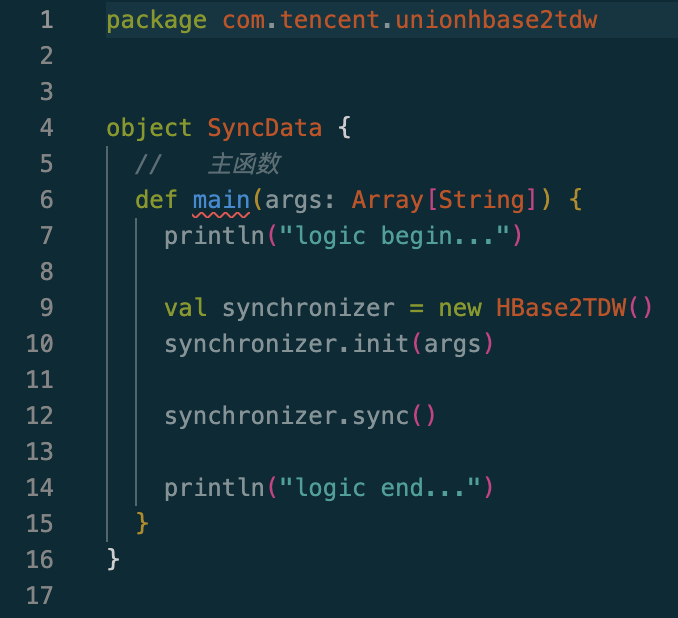 1 package com.tencent.unionhbase2tdw
2
3
4 object SyncData {
5 // 主函数
6 def main(args: Array[String]) {
7 println("logic begin...")
8
9 val synchronizer = new HBase2TDW()
10 synchronizer.init(args)
11
12 synchronizer.sync()
13
14 println("logic end...")
15 }
16 }
17